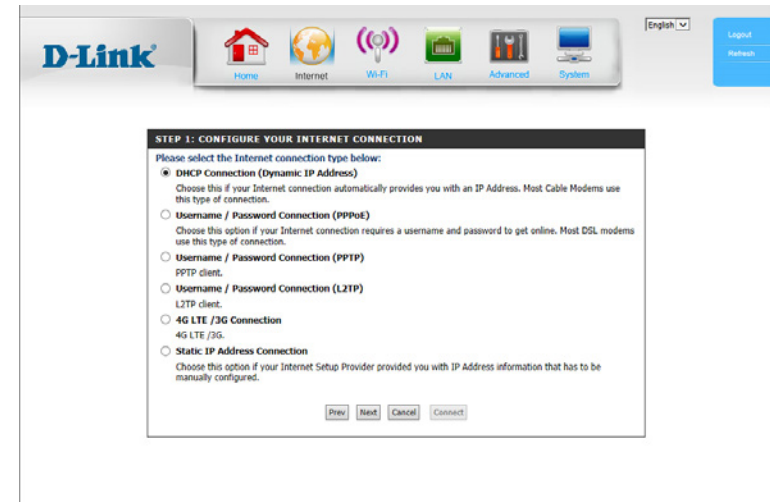 D-Link
Home
Internet
Wi-Fi
LAN
Advanced
System
English
Logout
Refresh
STEP 1: CONFIGURE YOUR INTERNET CONNECTION
Please select the Internet connection type below:
DHCP Connection (Dynamic IP Address)
Choose this if your Internet connection automatically provides you with an IP Address. Most Cable Modems use
this type of connection.
Username / Password Connection (PPPoE)
Choose this option if your Internet connection requires a username and password to get online. Most DSL modems
use this type of connection.
Username / Password Connection (PPTP)
PPTP client.
Username / Password Connection (L2TP)
L2TP client.
4G LTE /3G Connection
4G LTE /3G.
Static IP Address Connection
Choose this option if your Internet Setup Provider provided you with IP Address information that has to be
manually configured.
Prev Next Cancel Connect